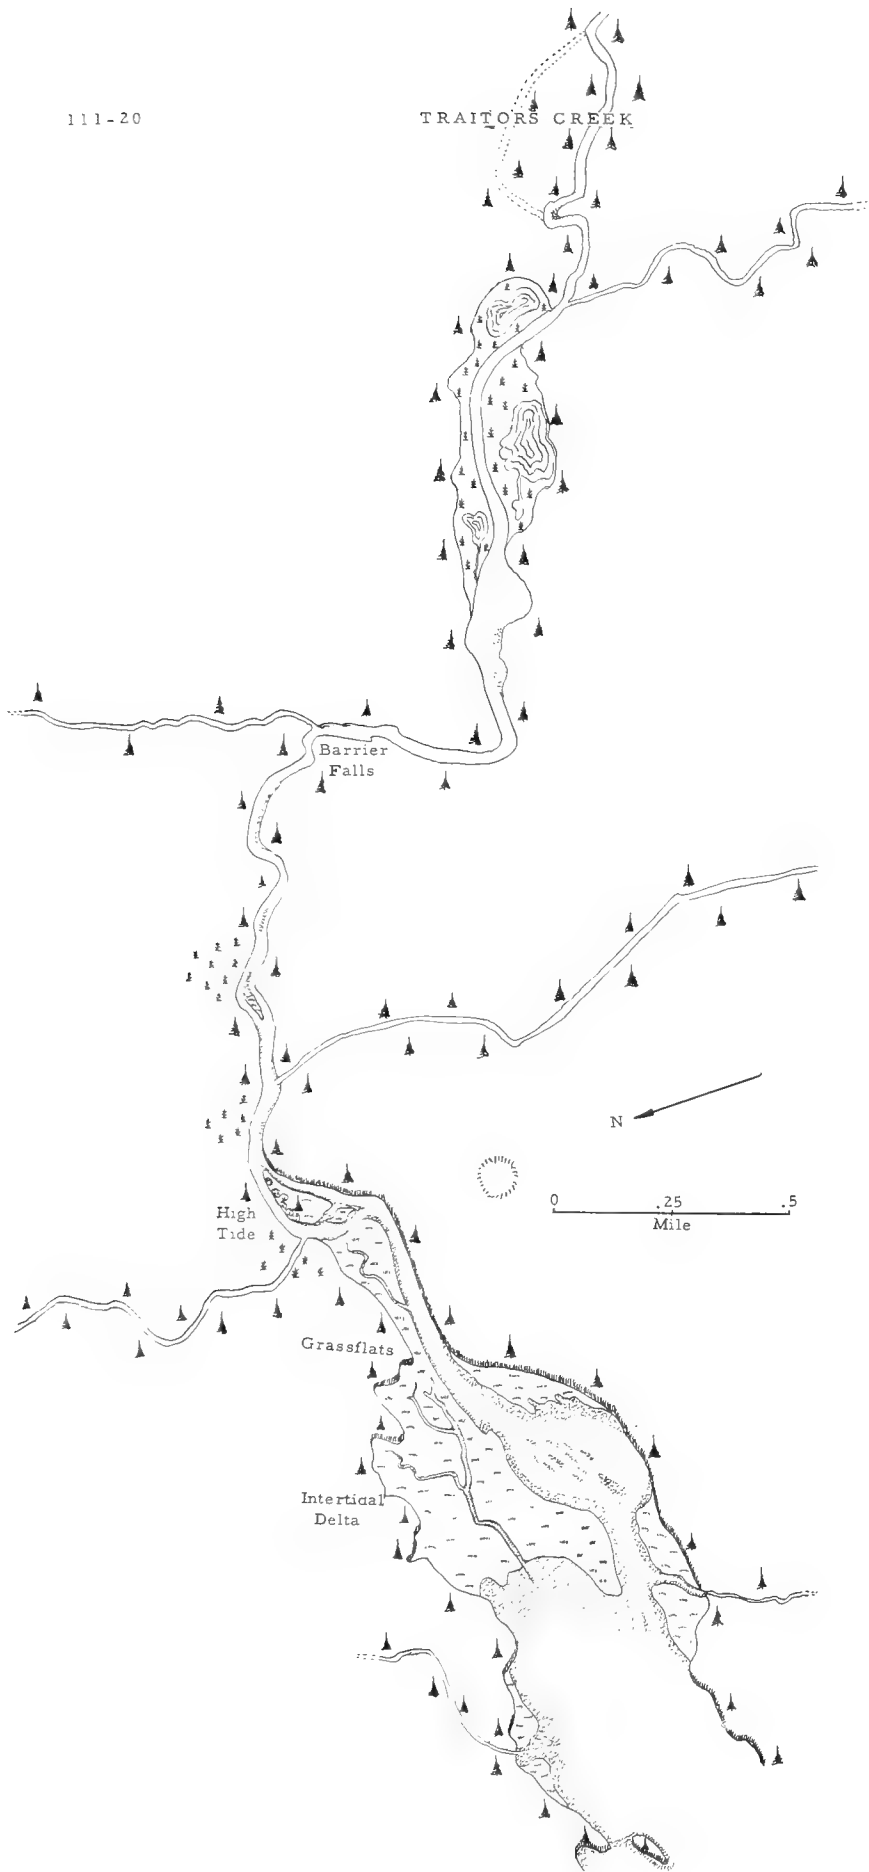 111-20
TRAITORS CREEK
Barrier
Falls
N
0 .25 .5
Mile
High
Tide
Grassflats
Intertidal
Delta